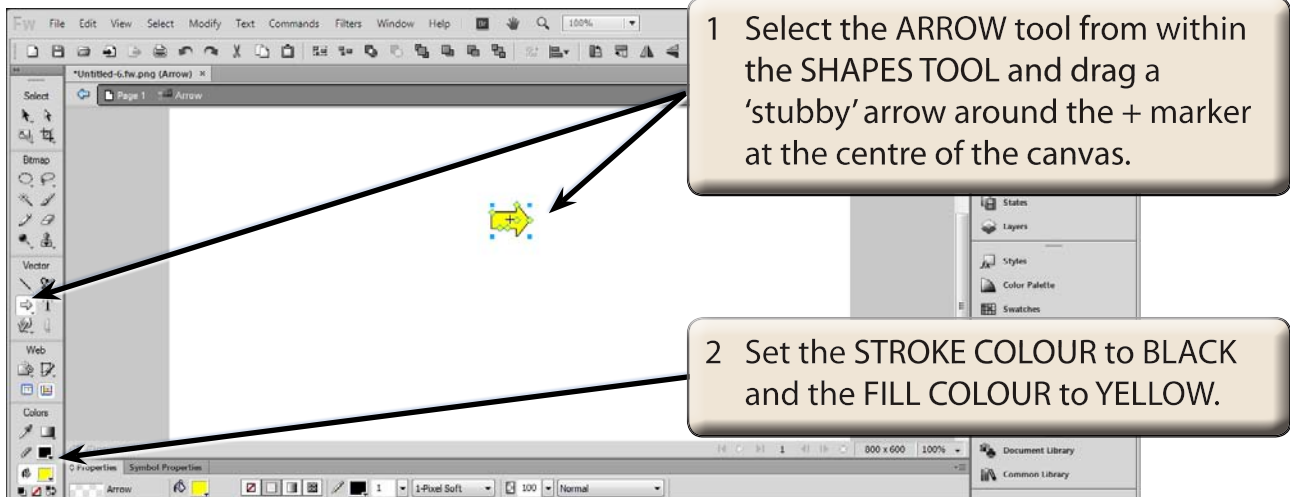 Fw File Edit View Select Modify Text Commands Filters Window Help 100%
1 Select the ARROW tool from within
the SHAPES TOOL and drag a
‘stubby’ arrow around the + marker
at the centre of the canvas.
*Untitled-6.fw.png (Arrow) ×
Select
Page 1 Arrow
Bitmap
States
Layers
Vector
Styles
Color Palette
Swatches
T
Web
2 Set the STROKE COLOUR to BLACK
and the FILL COLOUR to YELLOW.
Colors
1 800 x 600 100%
Document Library
Properties Symbol Properties
Common Library
Arrow 1 1-Pixel Soft 100 Normal